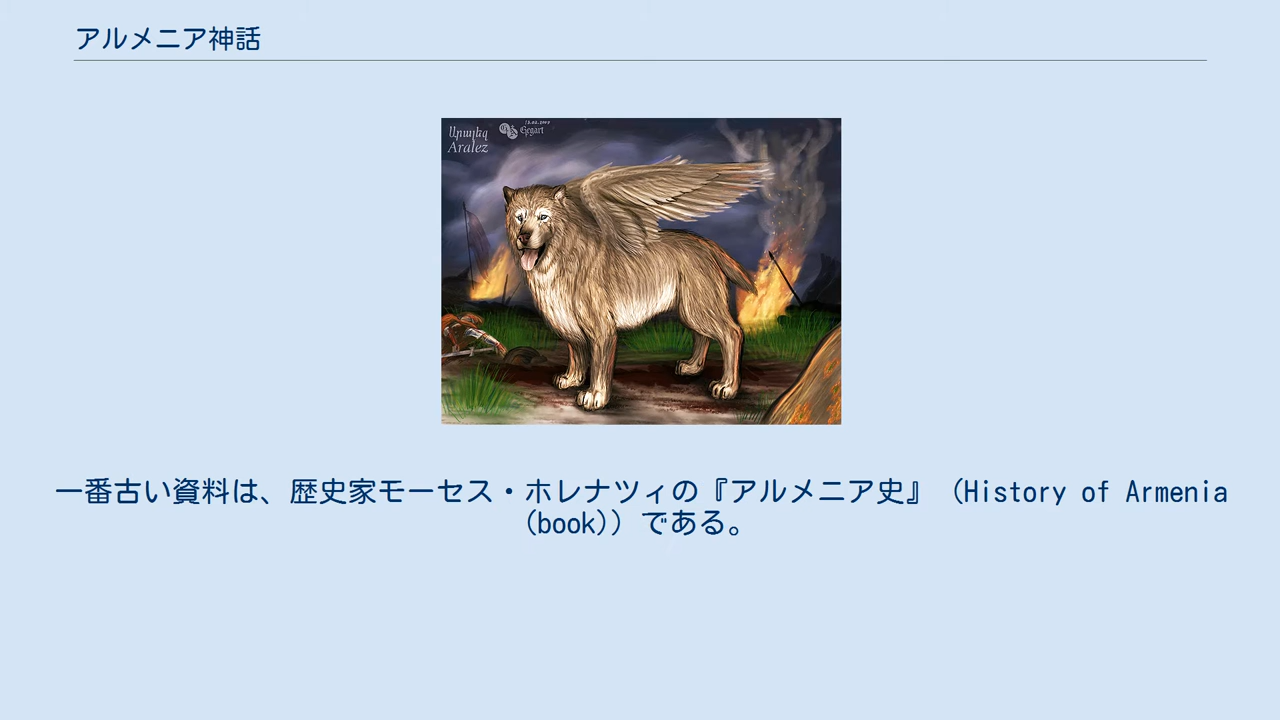 アルメニア神話
Արալեզ
Aralez
Gegart
一番古い資料は、歴史家モーセス・ホレナツィの『アルメニア史』（History of Armenia
(book)）である。